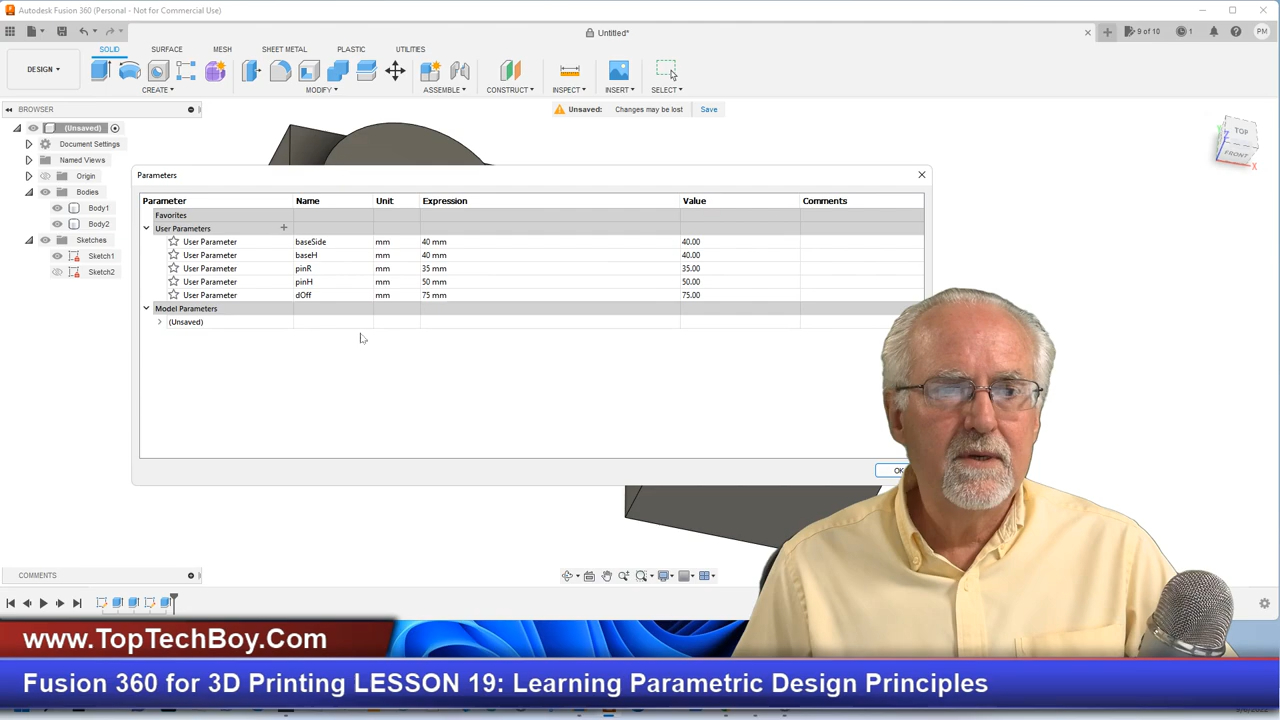 Autodesk Fusion 360 (Personal - Not for Commercial Use)
Untitled*
9 of 10
1
PM
DESIGN
SOLID
SURFACE
MESH
SHEET METAL
PLASTIC
UTILITIES
CREATE
MODIFY
ASSEMBLE
CONSTRUCT
INSPECT
INSERT
SELECT
BROWSER
Unsaved: Changes may be lost Save
(Unsaved)
Document Settings
Named Views
Origin
Bodies
Body1
Body2
Sketches
Sketch1
Sketch2
TOP
FRONT
Z
X
Parameters
Parameter Name Unit Expression Value Comments
Favorites
User Parameters
User Parameter baseSide mm 40 mm 40.00
User Parameter baseH mm 40 mm 40.00
User Parameter pinR mm 35 mm 35.00
User Parameter pinH mm 50 mm 50.00
User Parameter dOff mm 75 mm 75.00
Model Parameters
(Unsaved)
OK
COMMENTS
www.TopTechBoy.Com
Fusion 360 for 3D Printing LESSON 19: Learning Parametric Design Principles